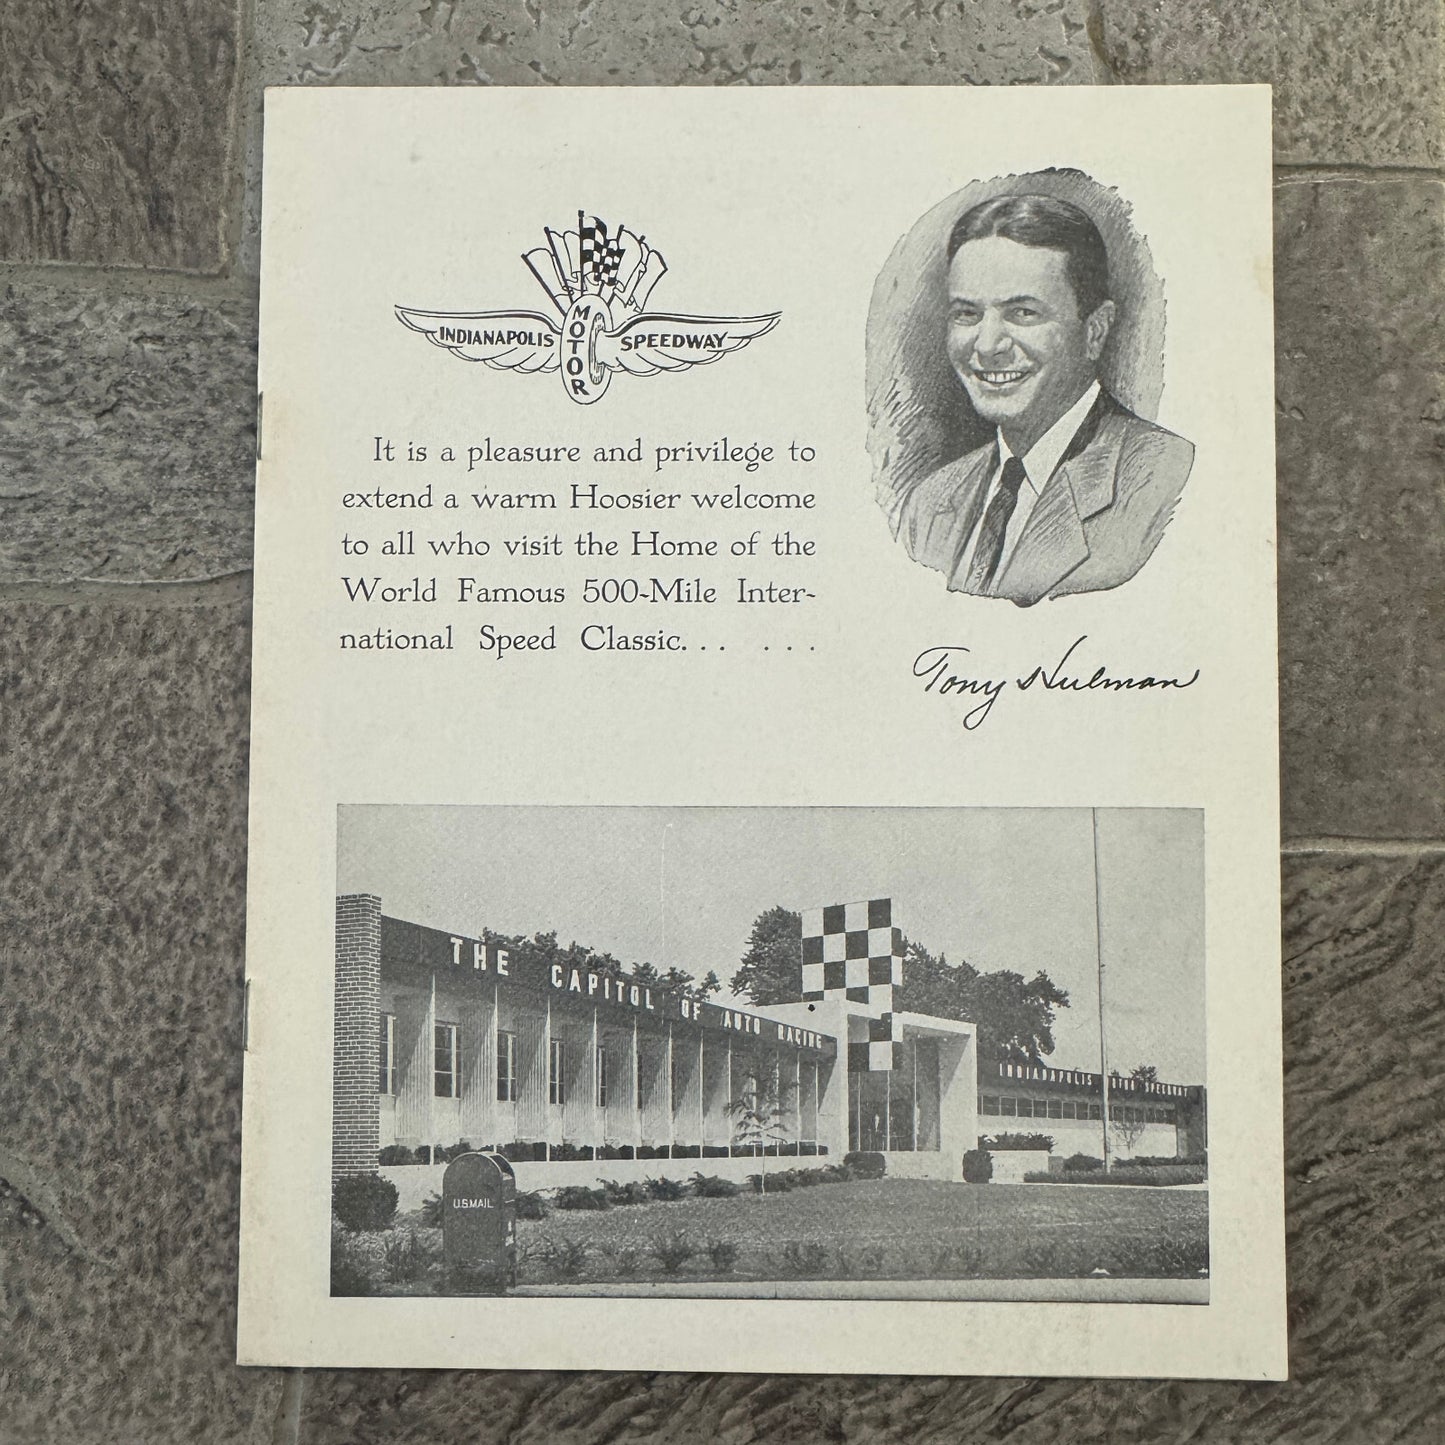 INDIANAPOLIS MOTOR SPEEDWAY
It is a pleasure and privilege to
extend a warm Hoosier welcome
to all who visit the Home of the
World Famous 500-Mile Inter-
national Speed Classic. . . . . .
Tony Hulman
THE CAPITOL OF AUTO RACING
INDIANAPOLIS MOTOR SPEEDWAY
U.S.MAIL